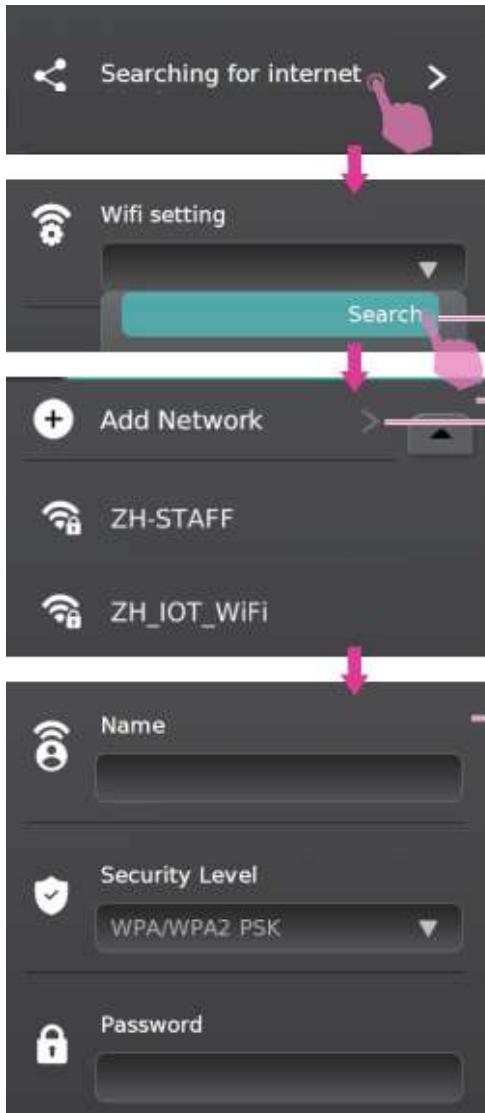 Searching for internet
Wifi setting
Search
Add Network
ZH-STAFF
ZH_IOT_WiFi
Name
Security Level
WPA/WPA2 PSK
Password